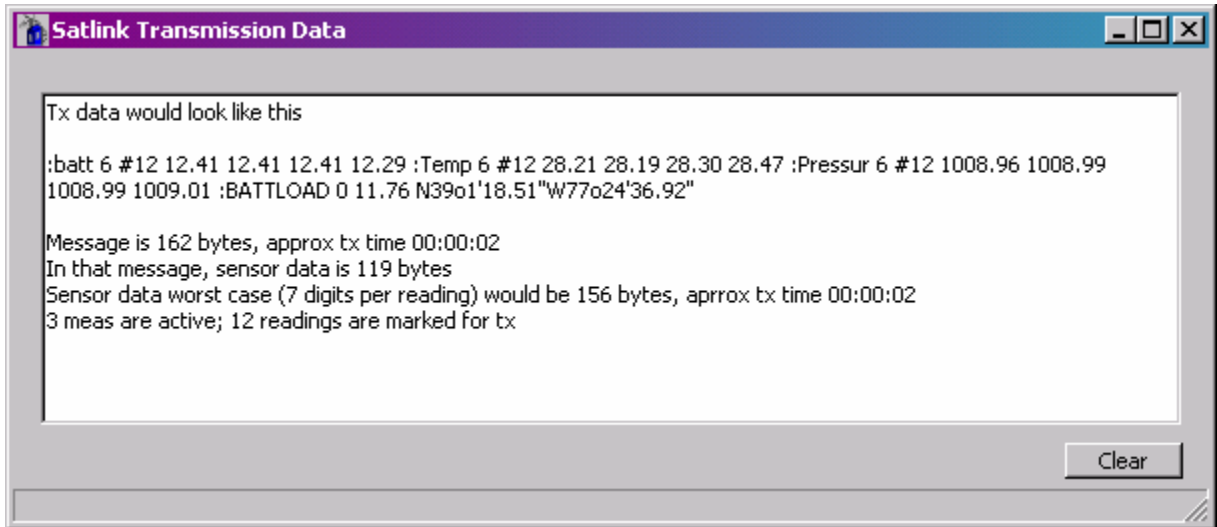 Satlink Transmission Data
Tx data would look like this
:batt 6 #12 12.41 12.41 12.41 12.29 :Temp 6 #12 28.21 28.19 28.30 28.47 :Pressur 6 #12 1008.96 1008.99
1008.99 1009.01 :BATTLOAD 0 11.76 N39o1'18.51"W77o24'36.92"
Message is 162 bytes, approx tx time 00:00:02
In that message, sensor data is 119 bytes
Sensor data worst case (7 digits per reading) would be 156 bytes, aprrox tx time 00:00:02
3 meas are active; 12 readings are marked for tx
Clear